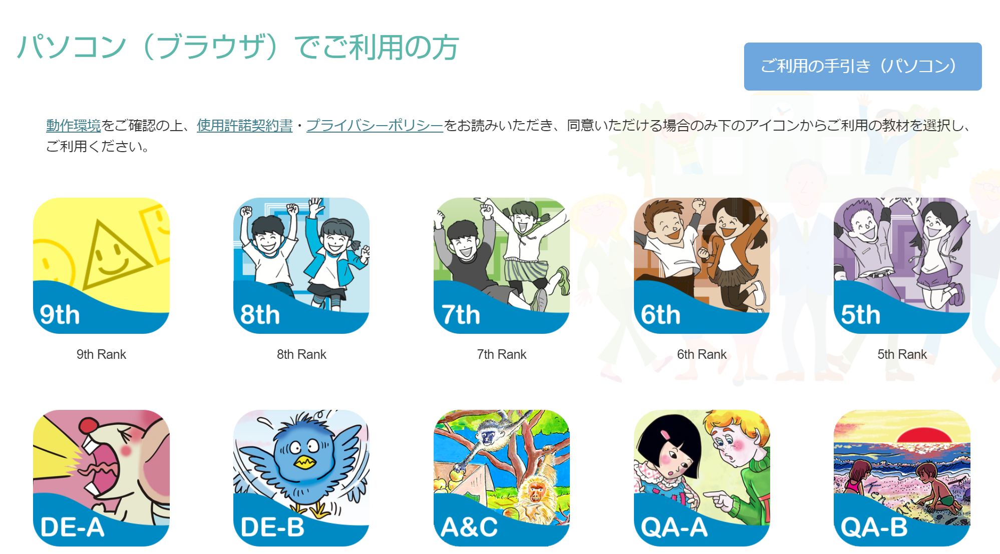 パソコン（ブラウザ）でご利用の方
ご利用の手引き（パソコン）
動作環境をご確認の上、使用許諾契約書・プライバシーポリシーをお読みいただき、同意いただける場合のみ下のアイコンからご利用の教材を選択し、
ご利用ください。
9th
8th
7th
6th
5th
9th Rank
8th Rank
7th Rank
6th Rank
5th Rank
DE-A
DE-B
A&C
QA-A
QA-B